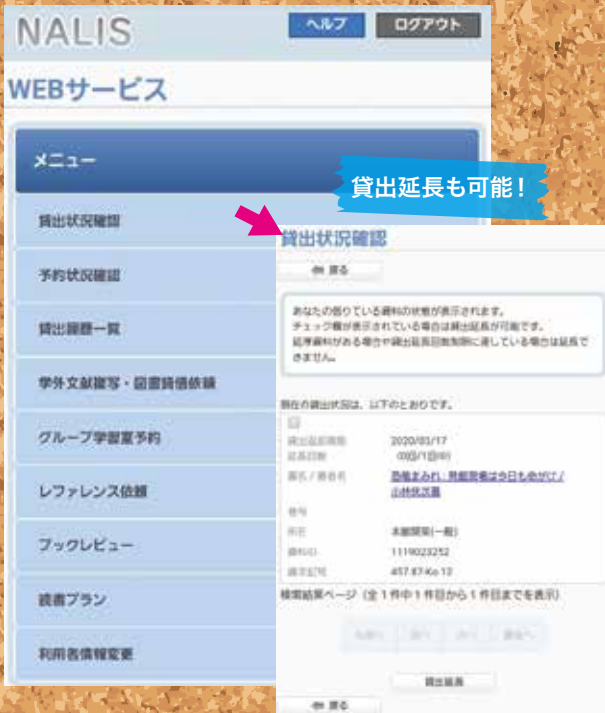 NALIS
ヘルプ
ログアウト
WEBサービス
メニュー
貸出延長も可能！
貸出状況確認
予約状況確認
貸出履歴一覧
学外文献複写・図書貸借依頼
グループ学習室予約
レファレンス依頼
ブックレビュー
読書プラン
利用者情報変更
貸出状況確認
戻る
あなたの借りている資料の状態が表示されます。
チェック欄が表示されている場合は貸出延長が可能です。
延滞資料がある場合や貸出延長回数制限に達している場合は延長で
きません。
現在の貸出状況は、以下のとおりです。
返却期限
2020/03/17
延長回数
0回/1回中
書名／著者名
恐竜まみれ : 発掘現場は今日も命がけ /
小林快次著
巻号
所在
本館開架(一般)
資料ID
1119023252
請求記号
457.87-Ko 12
検索結果ページ（全1件中1件目から1件目までを表示）
貸出延長
戻る